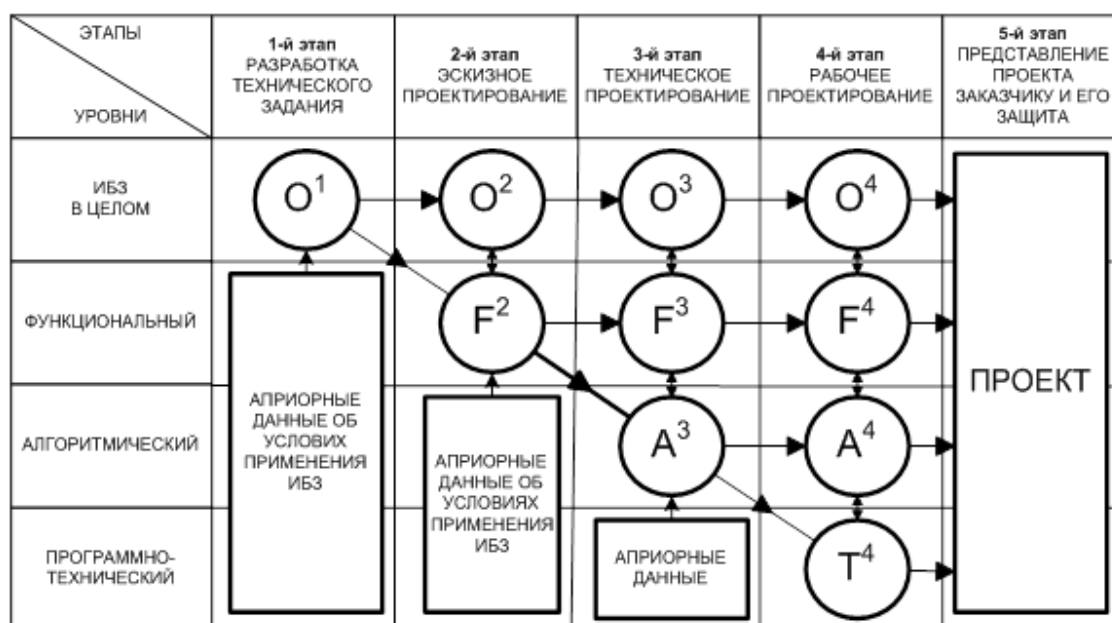 ЭТАПЫ
УРОВНИ
1-й этап
РАЗРАБОТКА
ТЕХНИЧЕСКОГО
ЗАДАНИЯ
2-й этап
ЭСКИЗНОЕ
ПРОЕКТИРОВАНИЕ
3-й этап
ТЕХНИЧЕСКОЕ
ПРОЕКТИРОВАНИЕ
4-й этап
РАБОЧЕЕ
ПРОЕКТИРОВАНИЕ
5-й этап
ПРЕДСТАВЛЕНИЕ
ПРОЕКТА
ЗАКАЗЧИКУ И ЕГО
ЗАЩИТА
ИБЗ
В ЦЕЛОМ
O¹
O²
O³
O⁴
ФУНКЦИОНАЛЬНЫЙ
F²
F³
F⁴
АЛГОРИТМИЧЕСКИЙ
A³
A⁴
ПРОГРАММНО-
ТЕХНИЧЕСКИЙ
T⁴
АПРИОРНЫЕ
ДАННЫЕ ОБ
УСЛОВИХ
ПРИМЕНЕНИЯ
ИБЗ
АПРИОРНЫЕ
ДАННЫЕ ОБ
УСЛОВИЯХ
ПРИМЕНЕНИЯ
ИБЗ
АПРИОРНЫЕ
ДАННЫЕ
ПРОЕКТ